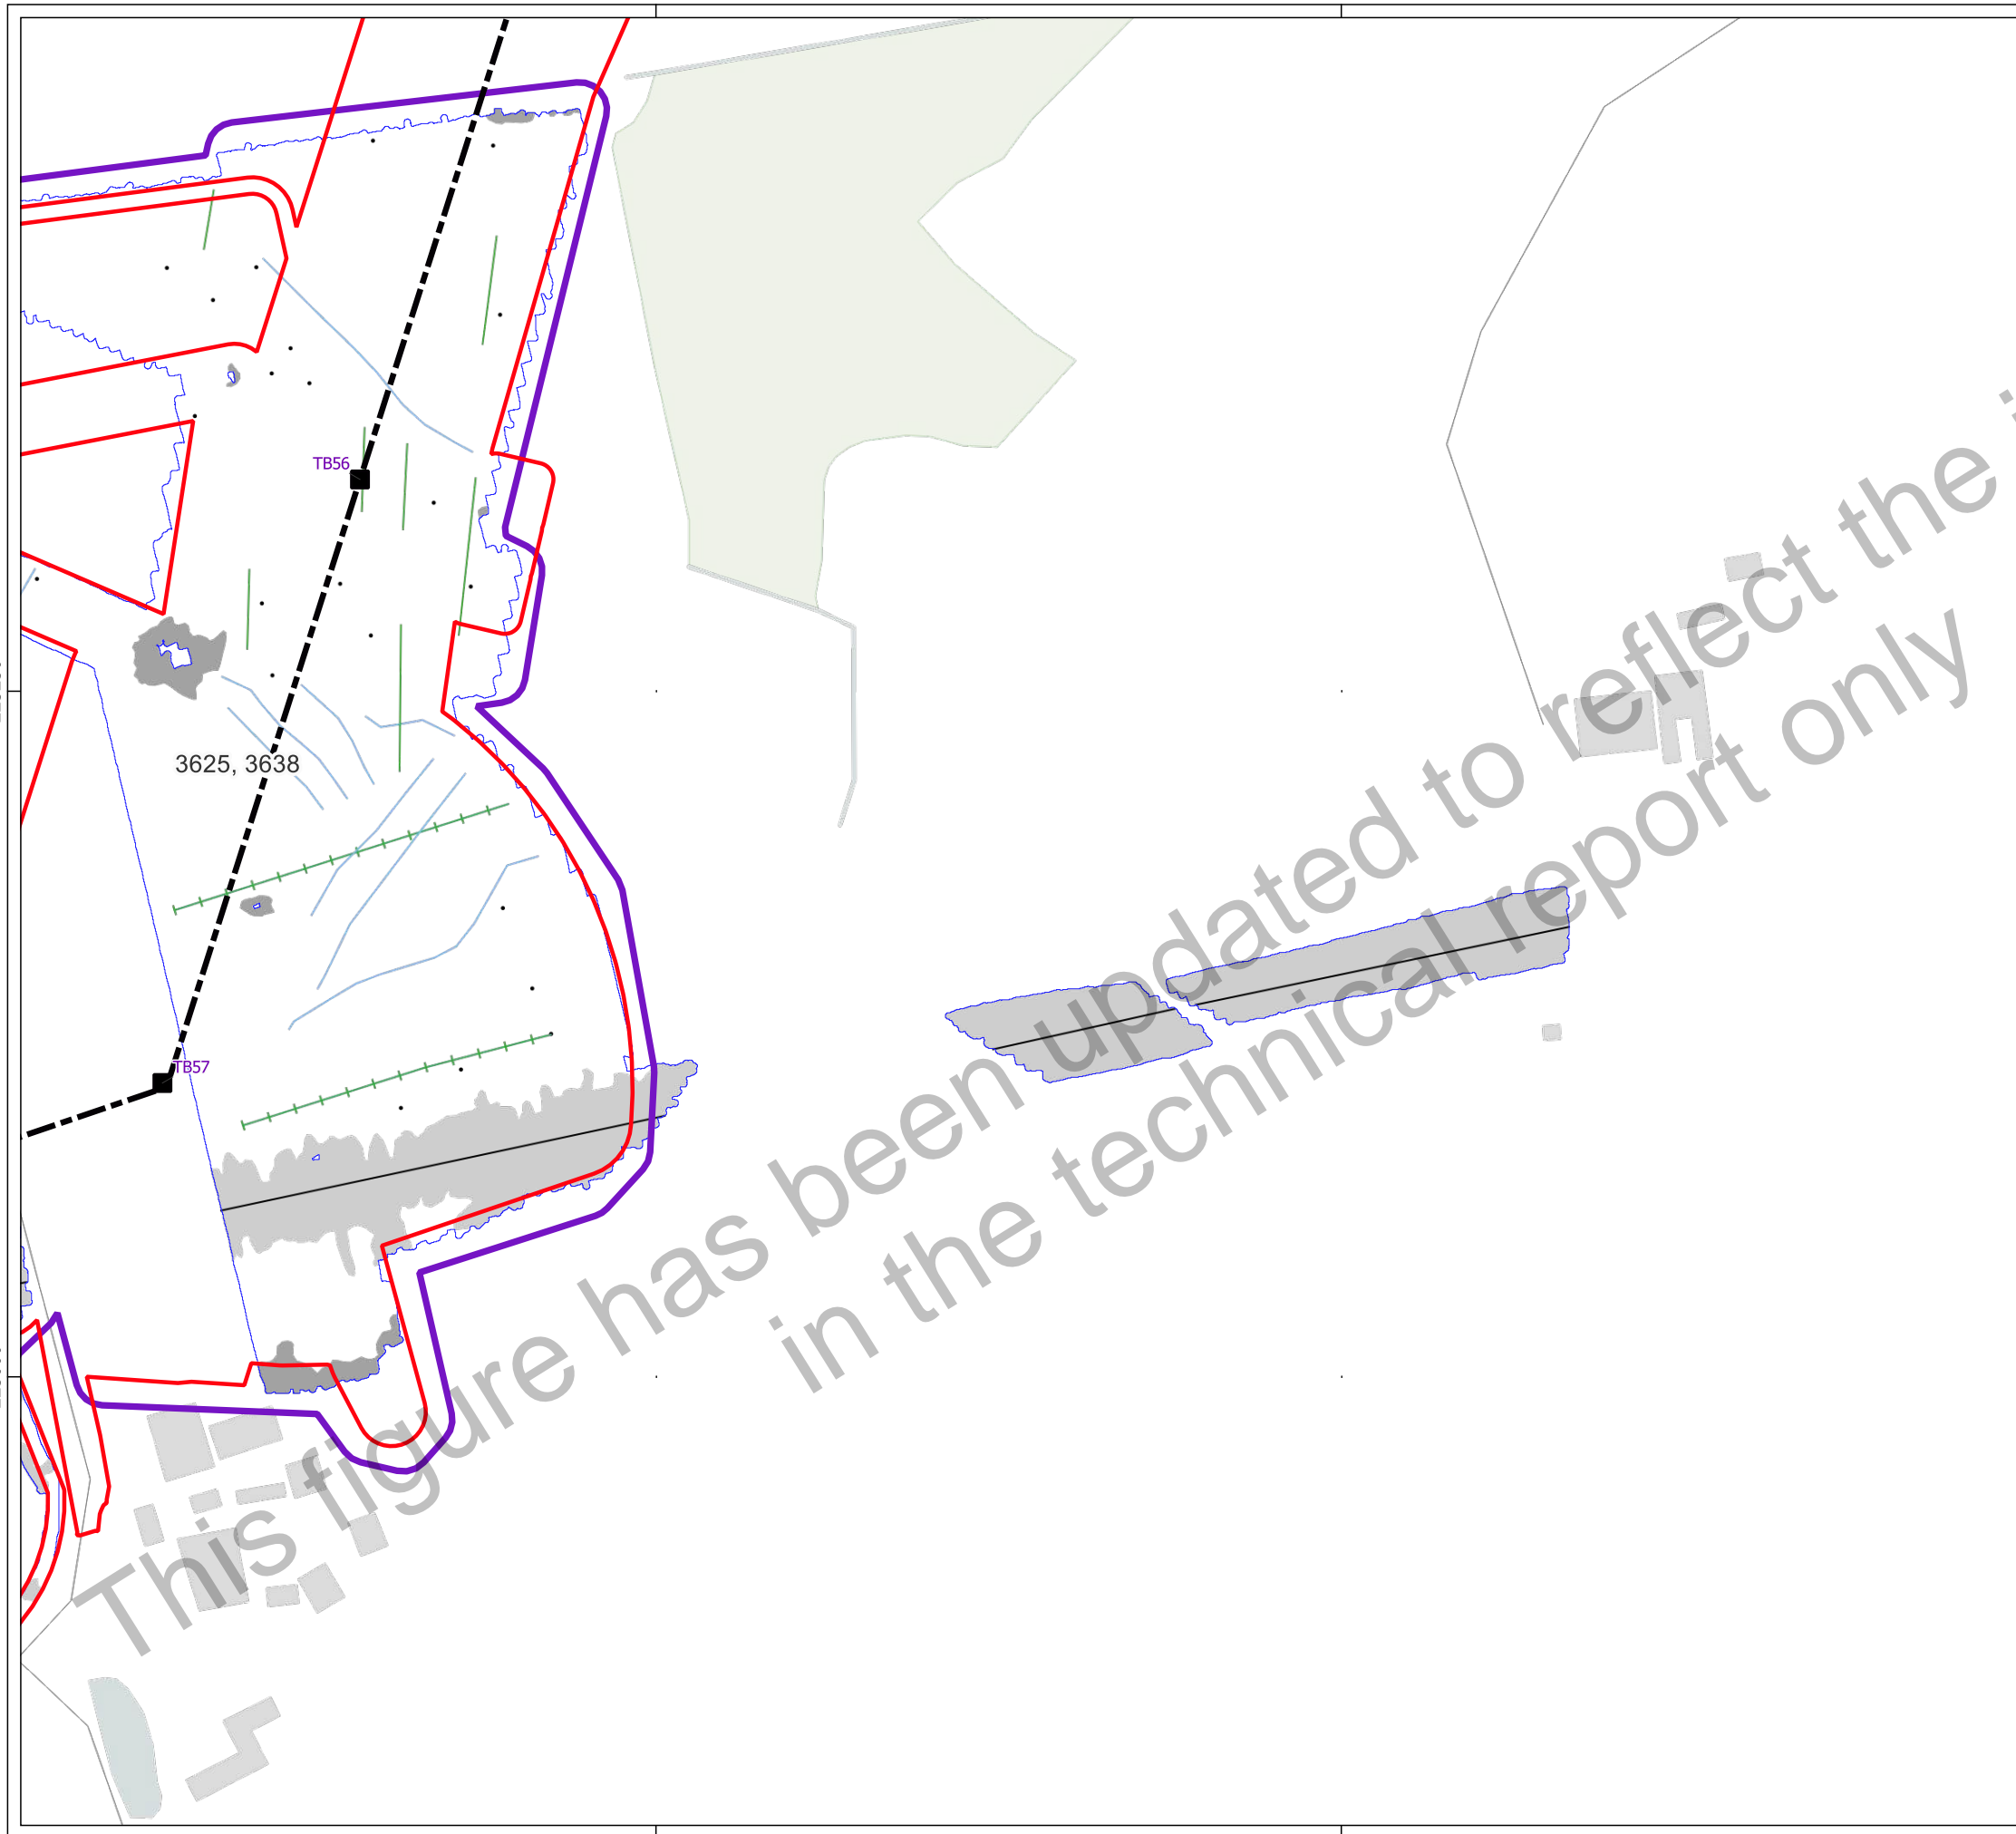 TB56
3625, 3638
TB57
This figure has been updated to reflect the
in the technical report only